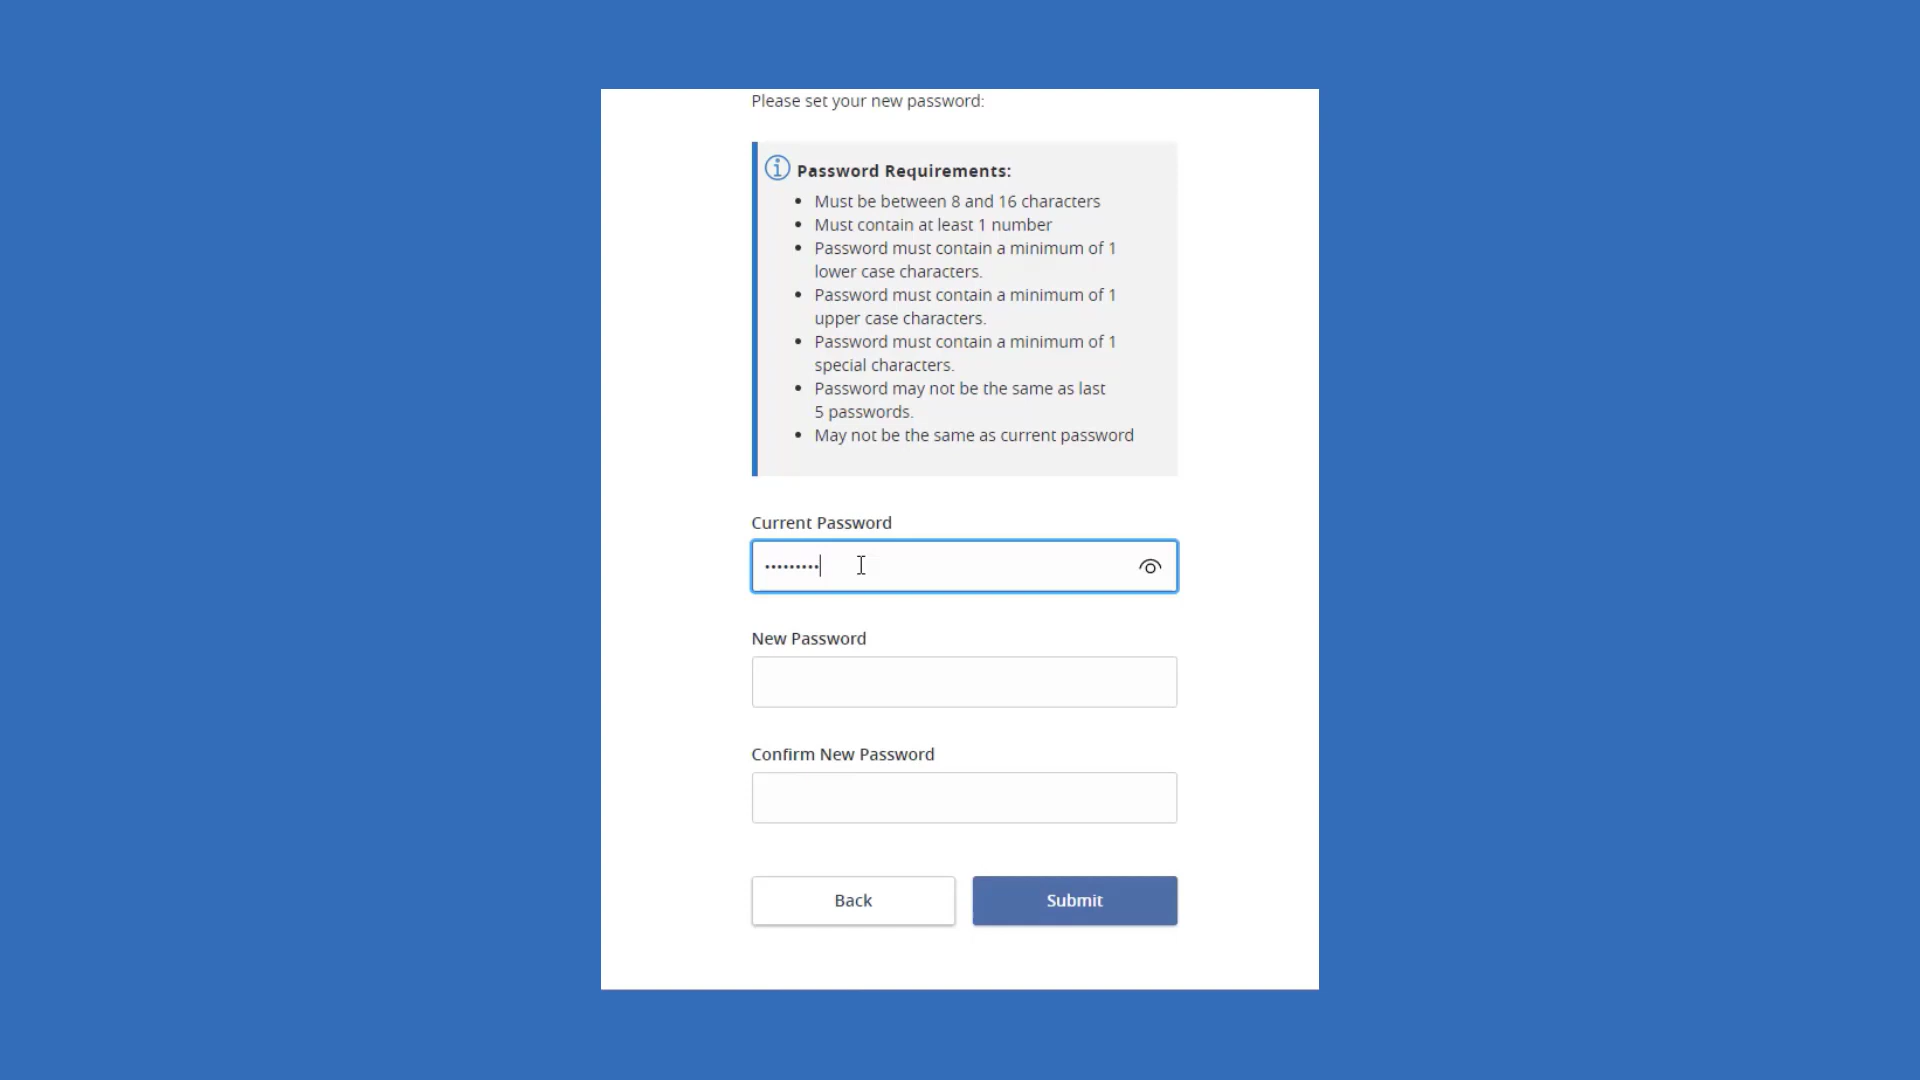 Please set your new password:
Password Requirements:
• Must be between 8 and 16 characters
• Must contain at least 1 number
• Password must contain a minimum of 1
lower case characters.
• Password must contain a minimum of 1
upper case characters.
• Password must contain a minimum of 1
special characters.
• Password may not be the same as last
5 passwords.
• May not be the same as current password
Current Password
•••••••••
New Password
Confirm New Password
Back
Submit